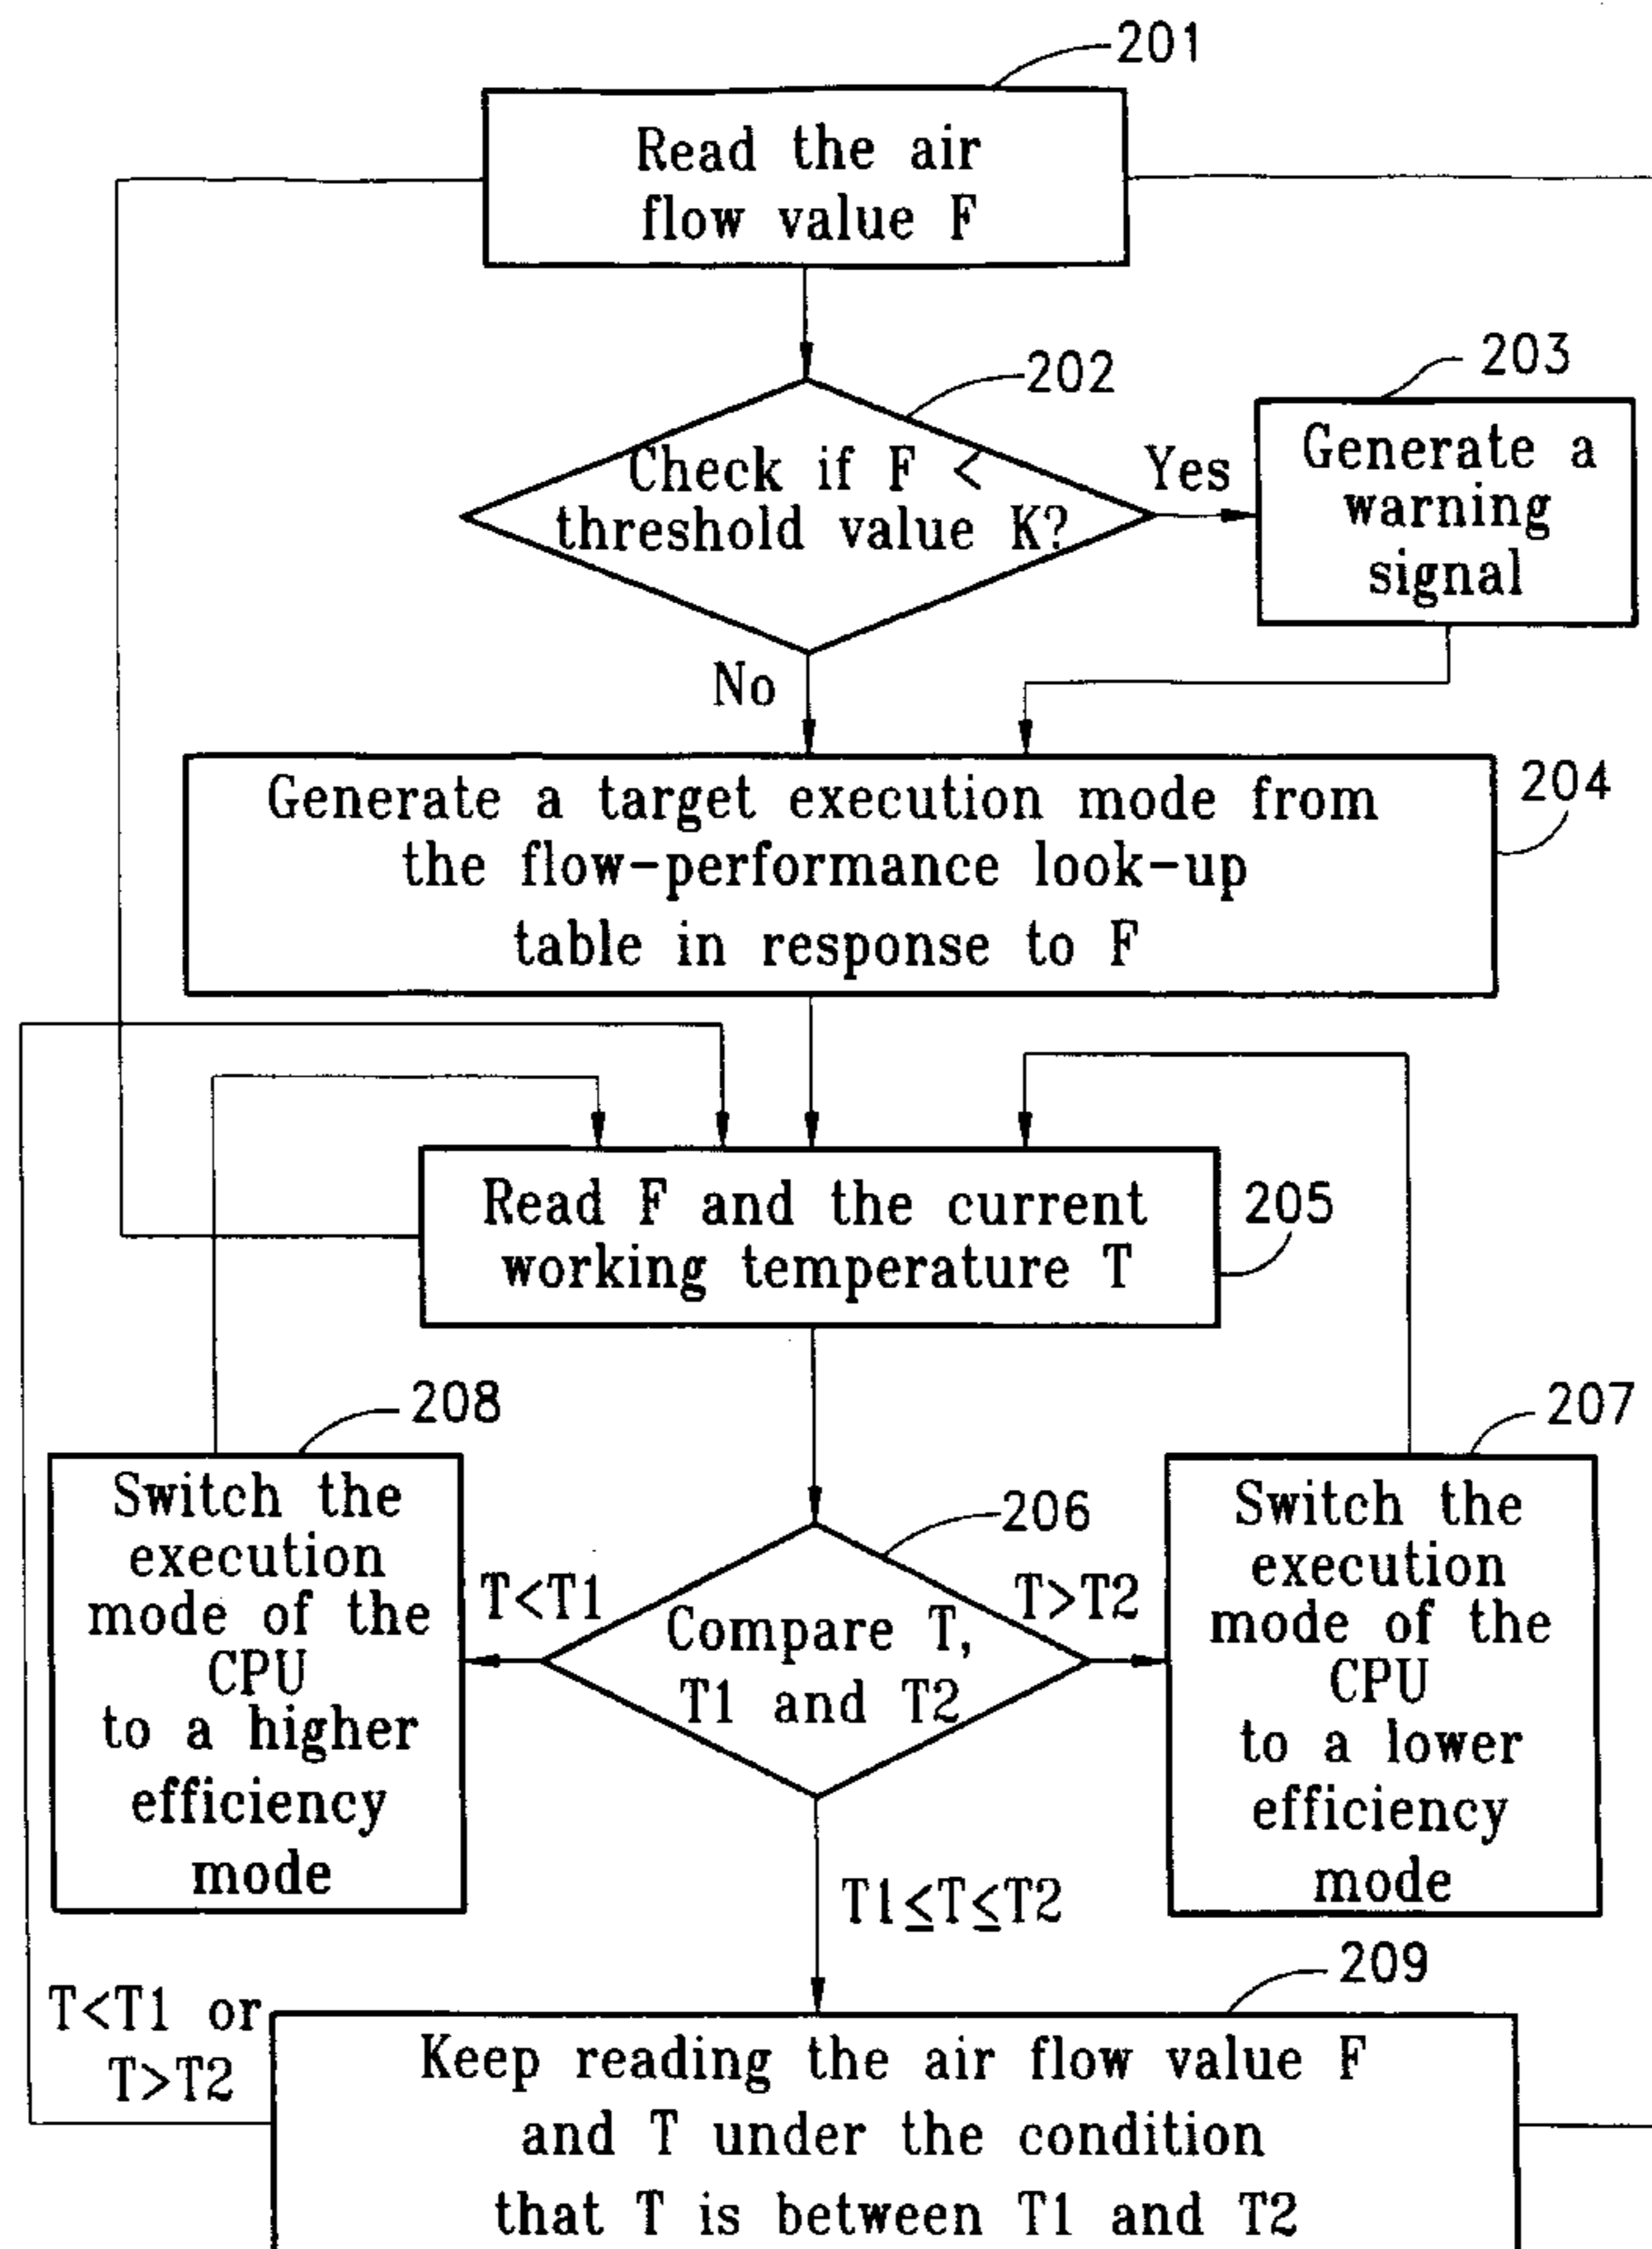 201
Read the air
flow value F
202
Check if F <
threshold value K?
Yes
203
Generate a
warning
signal
No
204
Generate a target execution mode from
the flow-performance look-up
table in response to F
205
Read F and the current
working temperature T
208
Switch the
execution
mode of the
CPU
to a higher
efficiency
mode
T<T1
206
Compare T,
T1 and T2
T>T2
207
Switch the
execution
mode of the
CPU
to a lower
efficiency
mode
T1≤T≤T2
209
T<T1 or
T>T2
Keep reading the air flow value F
and T under the condition
that T is between T1 and T2